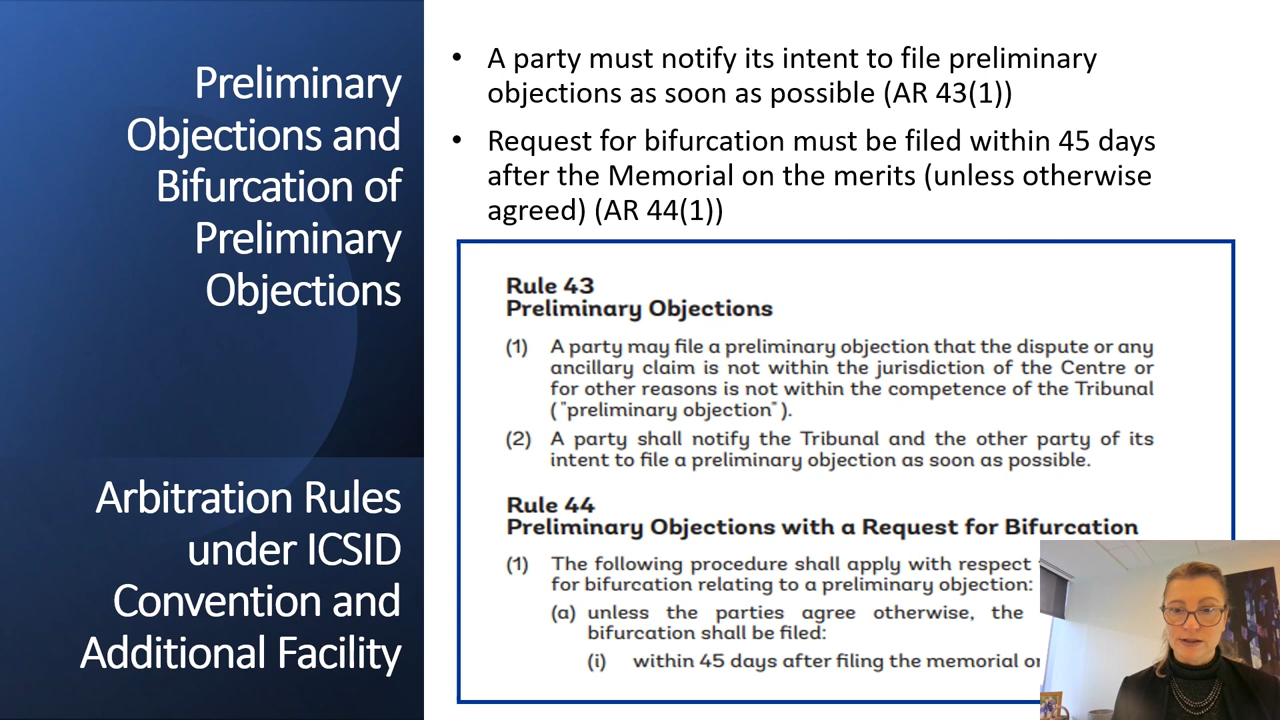 Preliminary
Objections and
Bifurcation of
Preliminary
Objections
Arbitration Rules
under ICSID
Convention and
Additional Facility
• A party must notify its intent to file preliminary
objections as soon as possible (AR 43(1))
• Request for bifurcation must be filed within 45 days
after the Memorial on the merits (unless otherwise
agreed) (AR 44(1))
Rule 43
Preliminary Objections
(1) A party may file a preliminary objection that the dispute or any
ancillary claim is not within the jurisdiction of the Centre or
for other reasons is not within the competence of the Tribunal
("preliminary objection").
(2) A party shall notify the Tribunal and the other party of its
intent to file a preliminary objection as soon as possible.
Rule 44
Preliminary Objections with a Request for Bifurcation
(1) The following procedure shall apply with respect
for bifurcation relating to a preliminary objection:
(a) unless the parties agree otherwise, the
bifurcation shall be filed:
(i) within 45 days after filing the memorial